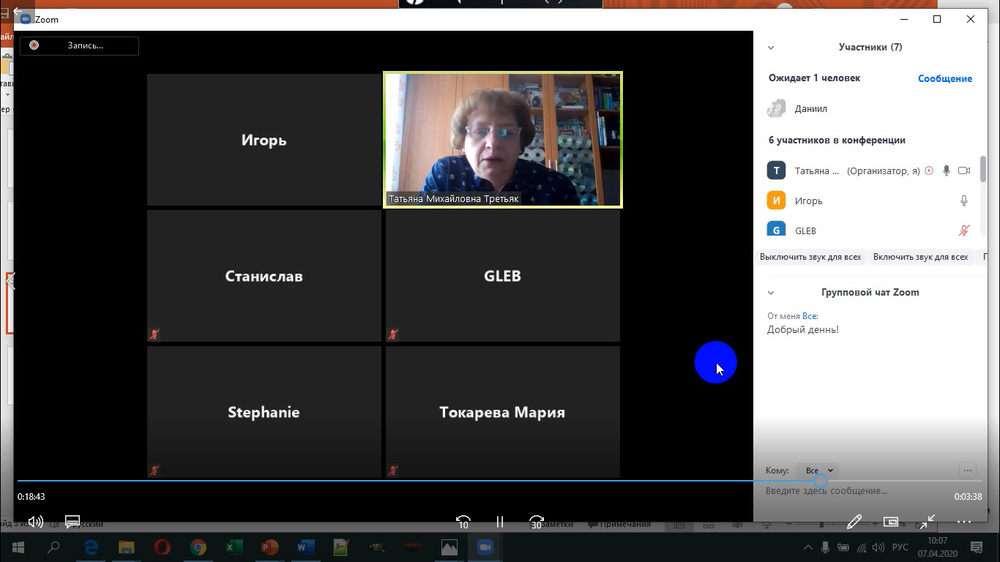 Zoom
Запись...
Игорь
Татьяна Михайловна Третьяк
Станислав
GLEB
Stephanie
Токарева Мария
Участники (7)
Ожидает 1 человек
Сообщение
Даниил
6 участников в конференции
Т Татьяна ... (Организатор, я)
И Игорь
G GLEB
Выключить звук для всех Включить звук для всех
Групповой чат Zoom
От меня Все:
Добрый деннь!
Кому: Все
Введите здесь сообщение...
0:18:43
0:03:38
10
30
русский
Заметки
Примечания
РУС
10:07
07.04.2020